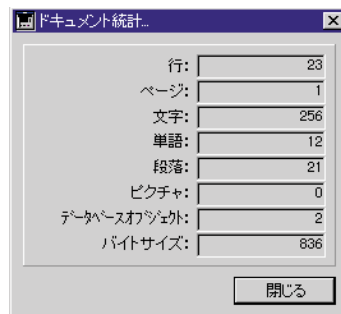 ドキュメント統計...
行: 23
ページ: 1
文字: 256
単語: 12
段落: 21
ピクチャ: 0
データベースオブジェクト: 2
バイトサイズ: 836
閉じる